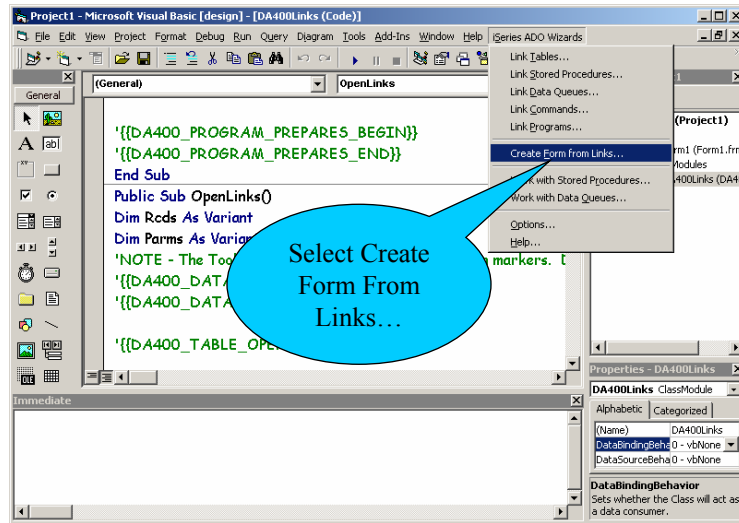 Project1 - Microsoft Visual Basic [design] - [DA400Links (Code)]
File Edit View Project Format Debug Run Query Diagram Tools Add-Ins Window Help iSeries ADO Wizards
General
(General)
OpenLinks
Link Tables...
Link Stored Procedures...
Link Data Queues...
Link Commands...
Link Programs...
Create Form from Links...
Work with Stored Procedures...
Work with Data Queues...
Options...
Help...
(Project1)
(Form1.frm
Modules
'{{DA400_PROGRAM_PREPARES_BEGIN}}
'{{DA400_PROGRAM_PREPARES_END}}
End Sub
Public Sub OpenLinks()
Dim Rcds As Variant
Dim Parms As Varian
'NOTE - The Too
markers.
'{{DA400_DATA
'{{DA400_DATA
'{{DA400_TABLE_OPE
Select Create
Form From
Links…
Properties - DA400Links
DA400Links ClassModule
Alphabetic Categorized
(Name) DA400Links
DataBindingBeha 0 - vbNone
DataSourceBeha 0 - vbNone
DataBindingBehavior
Sets whether the Class will act as
a data consumer.
Immediate